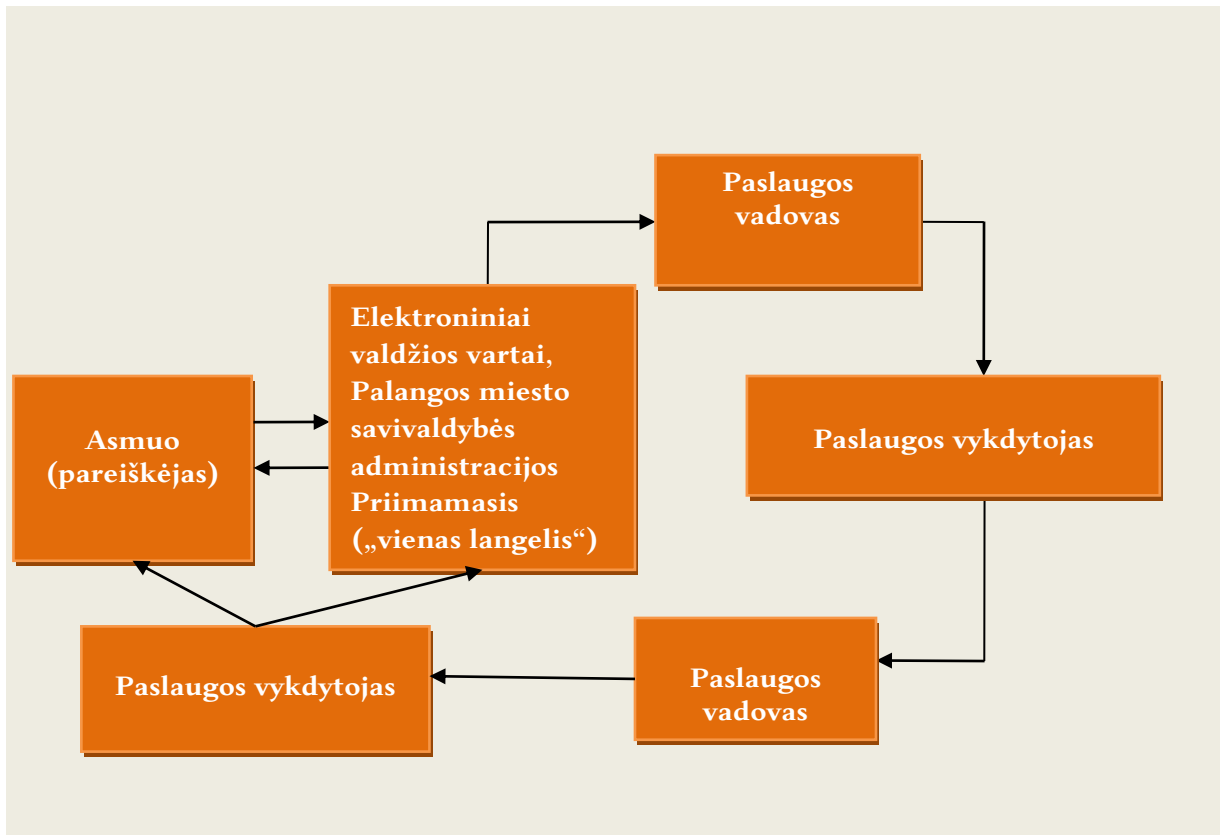 Paslaugos
vadovas
Elektroniniai
valdžios vartai,
Palangos miesto
savivaldybės
administracijos
Priimamasis
(„vienas langelis“)
Asmuo
(pareiškėjas)
Paslaugos vykdytojas
Paslaugos vykdytojas
Paslaugos
vadovas